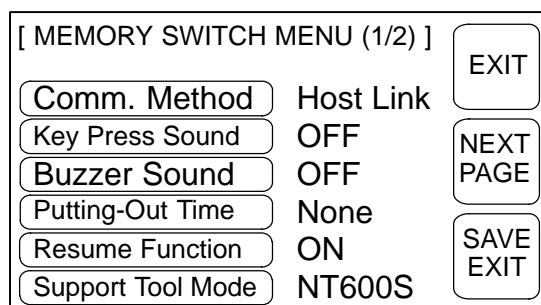 [ MEMORY SWITCH MENU (1/2) ]
EXIT
Comm. Method Host Link
Key Press Sound OFF
Buzzer Sound OFF
NEXT
PAGE
Putting-Out Time None
Resume Function ON
Support Tool Mode NT600S
SAVE
EXIT